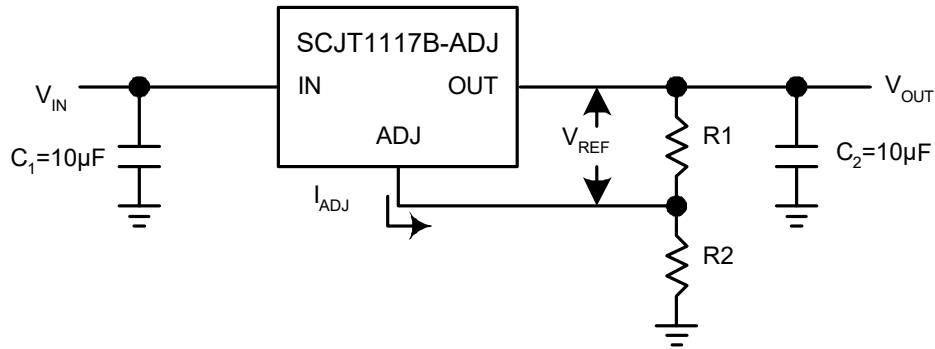 SCJT1117B-ADJ
V_IN
IN
OUT
V_OUT
ADJ
V_REF
R1
C_1=10µF
C_2=10µF
I_ADJ
R2